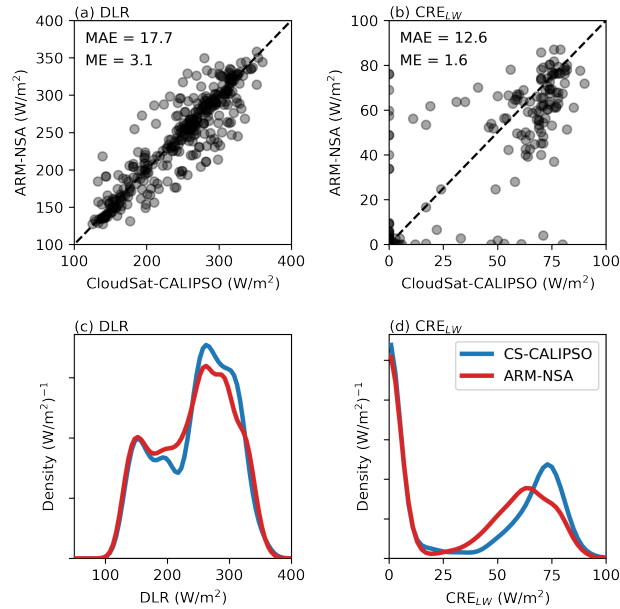 (a) DLR
MAE = 17.7
ME = 3.1
ARM-NSA (W/m²)
400
350
300
250
200
150
100
100 200 300 400
CloudSat-CALIPSO (W/m²)
(b) CRE_LW
MAE = 12.6
ME = 1.6
ARM-NSA (W/m²)
100
80
60
40
20
0
0 25 50 75 100
CloudSat-CALIPSO (W/m²)
(c) DLR
Density (W/m²)⁻¹
100 200 300 400
DLR (W/m²)
(d) CRE_LW
CS-CALIPSO
ARM-NSA
Density (W/m²)⁻¹
0 25 50 75 100
CRE_LW (W/m²)